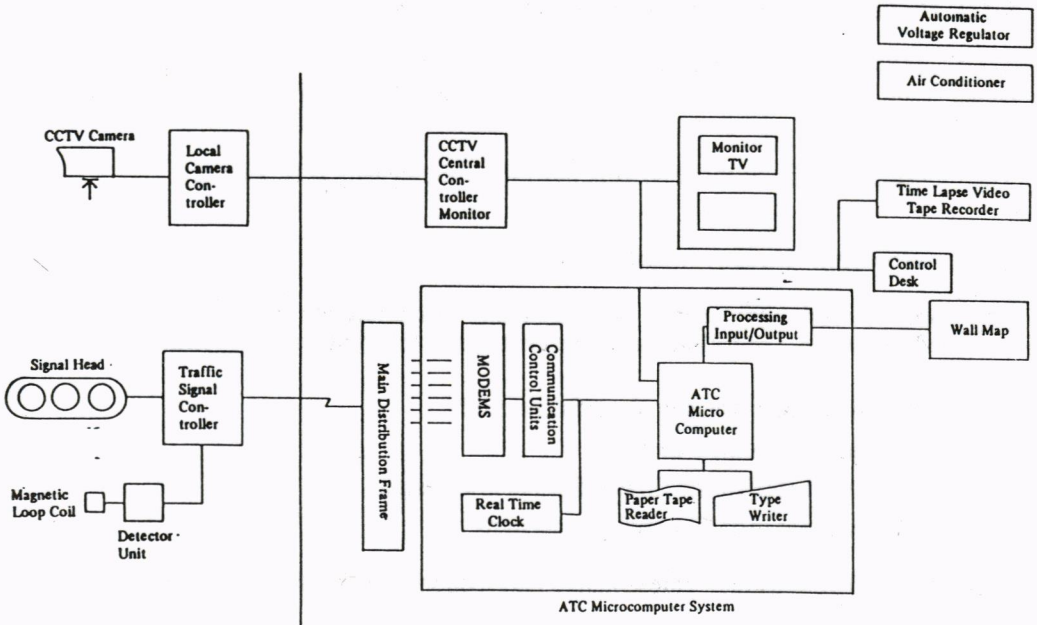 Automatic
Voltage Regulator
Air Conditioner
CCTV Camera
Local
Camera
Con-
troller
CCTV
Central
Con-
troller
Monitor
Monitor
TV
Time Lapse Video
Tape Recorder
Control
Desk
Processing
Input/Output
Wall Map
Signal Head
Traffic
Signal
Con-
troller
Main Distribution Frame
MODEMS
Communication
Control Units
ATC
Micro
Computer
Magnetic
Loop Coil
Detector
Unit
Real Time
Clock
Paper Tape
Reader
Type
Writer
ATC Microcomputer System